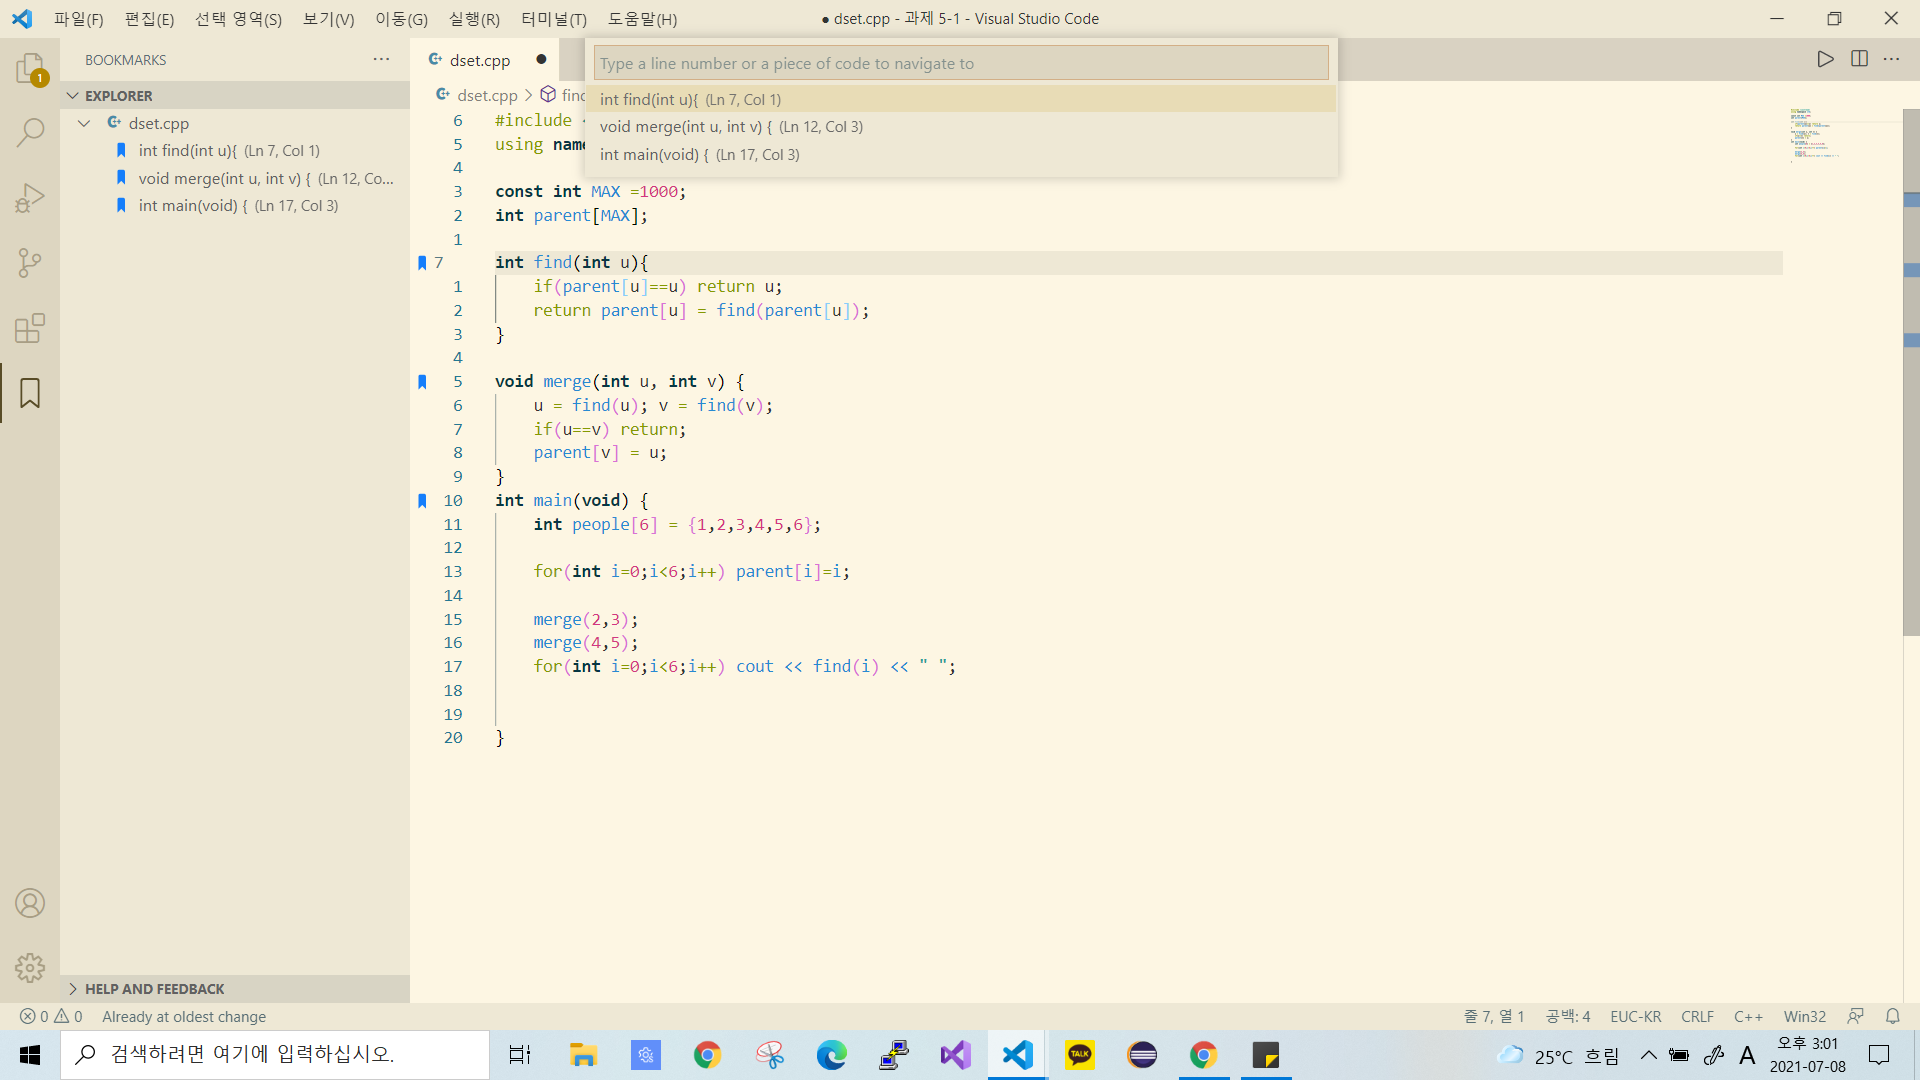 파일(F) 편집(E) 선택 영역(S) 보기(V) 이동(G) 실행(R) 터미널(T) 도움말(H) ● dset.cpp - 과제 5-1 - Visual Studio Code
BOOKMARKS ···
EXPLORER
dset.cpp
int find(int u){ (Ln 7, Col 1)
void merge(int u, int v) { (Ln 12, Co...
int main(void) { (Ln 17, Col 3)
HELP AND FEEDBACK
1
dset.cpp ●
Type a line number or a piece of code to navigate to
int find(int u){ (Ln 7, Col 1)
void merge(int u, int v) { (Ln 12, Col 3)
int main(void) { (Ln 17, Col 3)
dset.cpp >
6 #include
5 using
4
3 const int MAX =1000;
2 int parent[MAX];
1
7 int find(int u){
1 if(parent[u]==u) return u;
2 return parent[u] = find(parent[u]);
3 }
4
5 void merge(int u, int v) {
6 u = find(u); v = find(v);
7 if(u==v) return;
8 parent[v] = u;
9 }
10 int main(void) {
11 int people[6] = {1,2,3,4,5,6};
12
13 for(int i=0;i<6;i++) parent[i]=i;
14
15 merge(2,3);
16 merge(4,5);
17 for(int i=0;i<6;i++) cout << find(i) << " ";
18
19
20 }
0 0 Already at oldest change 줄 7, 열 1 공백: 4 EUC-KR CRLF C++ Win32
검색하려면 여기에 입력하십시오. TALK 25°C 흐림 A 오후 3:01
2021-07-08